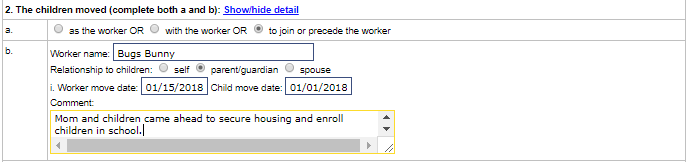 2. The children moved (complete both a and b): Show/hide detail
a. as the worker OR with the worker OR to join or precede the worker
b. Worker name: Bugs Bunny
Relationship to children: self parent/guardian spouse
i. Worker move date: 01/15/2018 Child move date: 01/01/2018
Comment:
Mom and children came ahead to secure housing and enroll
children in school.